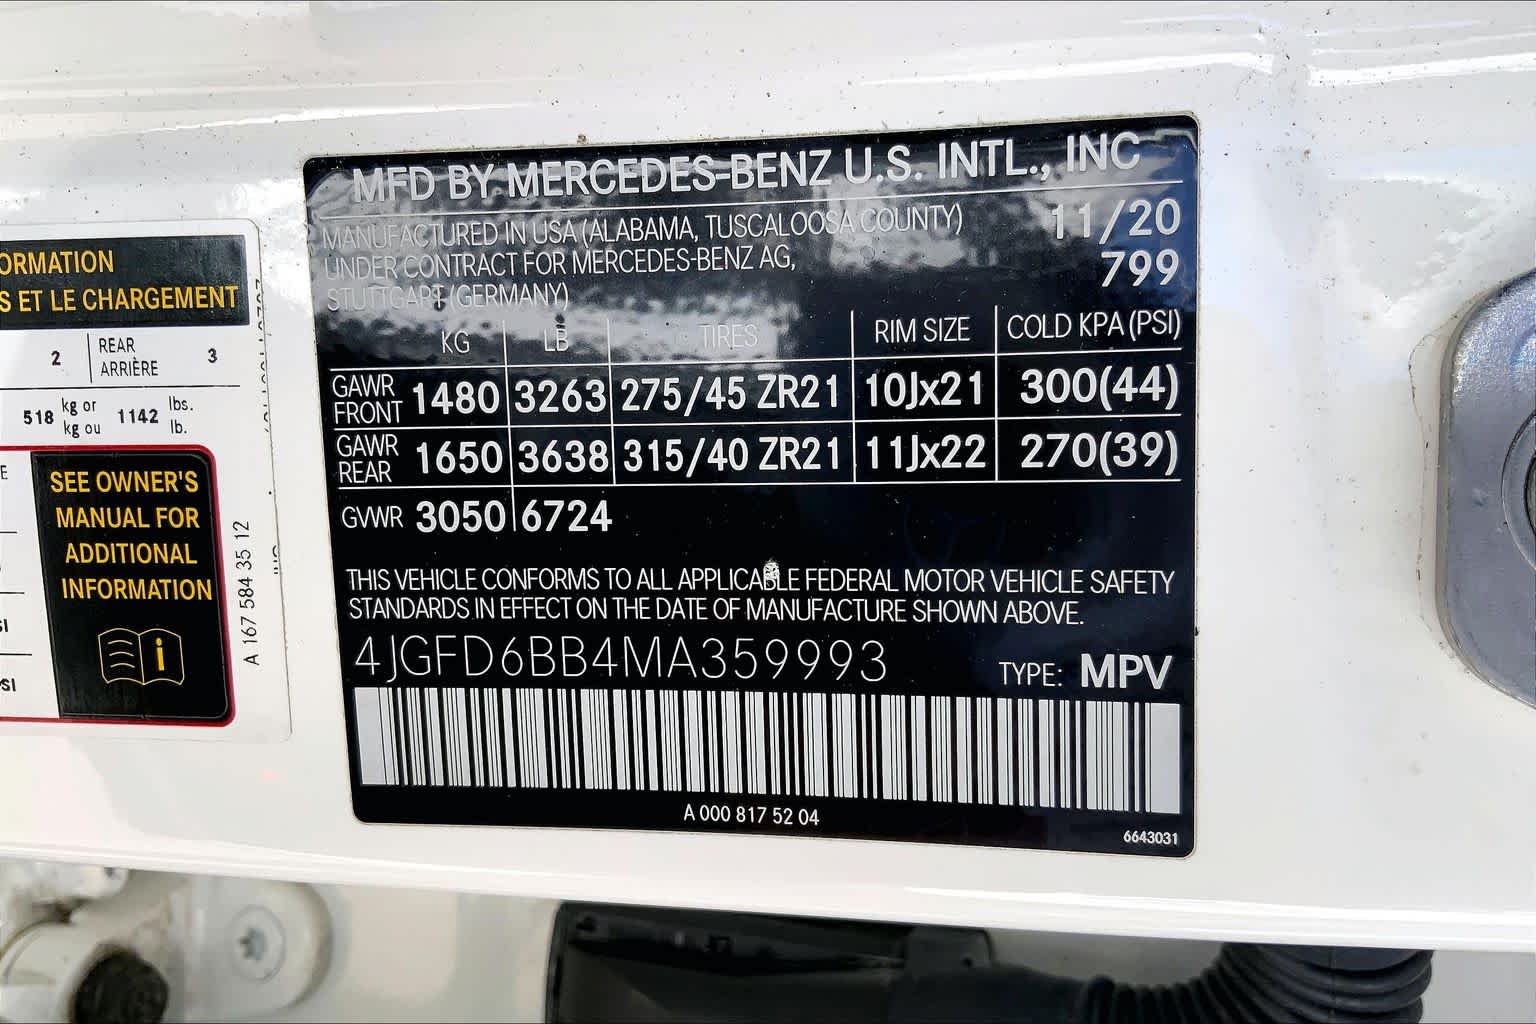 ORMATION
S ET LE CHARGEMENT
2 REAR ARRIÈRE 3
518 kg or kg ou 1142 lbs. lb.
SEE OWNER'S
MANUAL FOR
ADDITIONAL
INFORMATION
i
A 167 584 35 12
MFD BY MERCEDES-BENZ U.S. INTL., INC
MANUFACTURED IN USA (ALABAMA, TUSCALOOSA COUNTY) 11/20
UNDER CONTRACT FOR MERCEDES-BENZ AG, 799
STUTTGART (GERMANY)
KG LB TIRES RIM SIZE COLD KPA (PSI)
GAWR FRONT 1480 3263 275/45 ZR21 10Jx21 300(44)
GAWR REAR 1650 3638 315/40 ZR21 11Jx22 270(39)
GVWR 3050 6724
THIS VEHICLE CONFORMS TO ALL APPLICABLE FEDERAL MOTOR VEHICLE SAFETY
STANDARDS IN EFFECT ON THE DATE OF MANUFACTURE SHOWN ABOVE.
4JGFD6BB4MA359993 TYPE: MPV
A 000 817 52 04
6643031